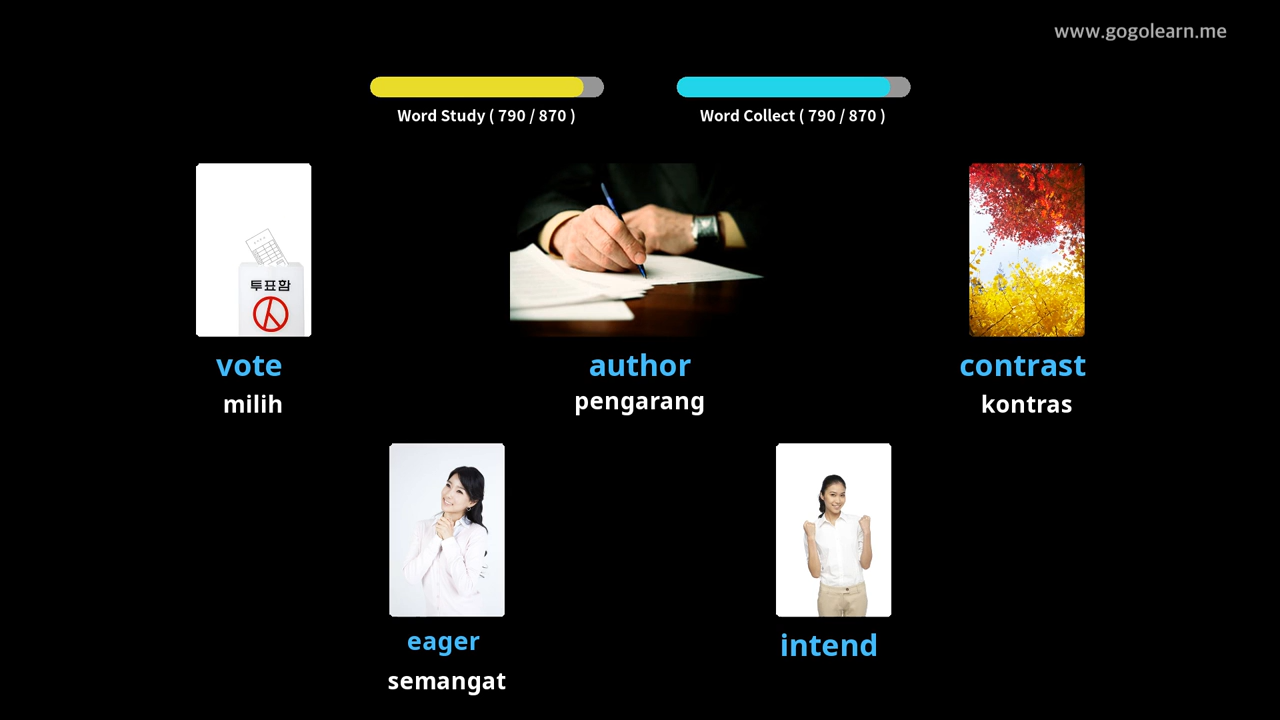 www.gogolearn.me
Word Study ( 790 / 870 )
Word Collect ( 790 / 870 )
투표함
vote
milih
author
pengarang
contrast
kontras
eager
semangat
intend